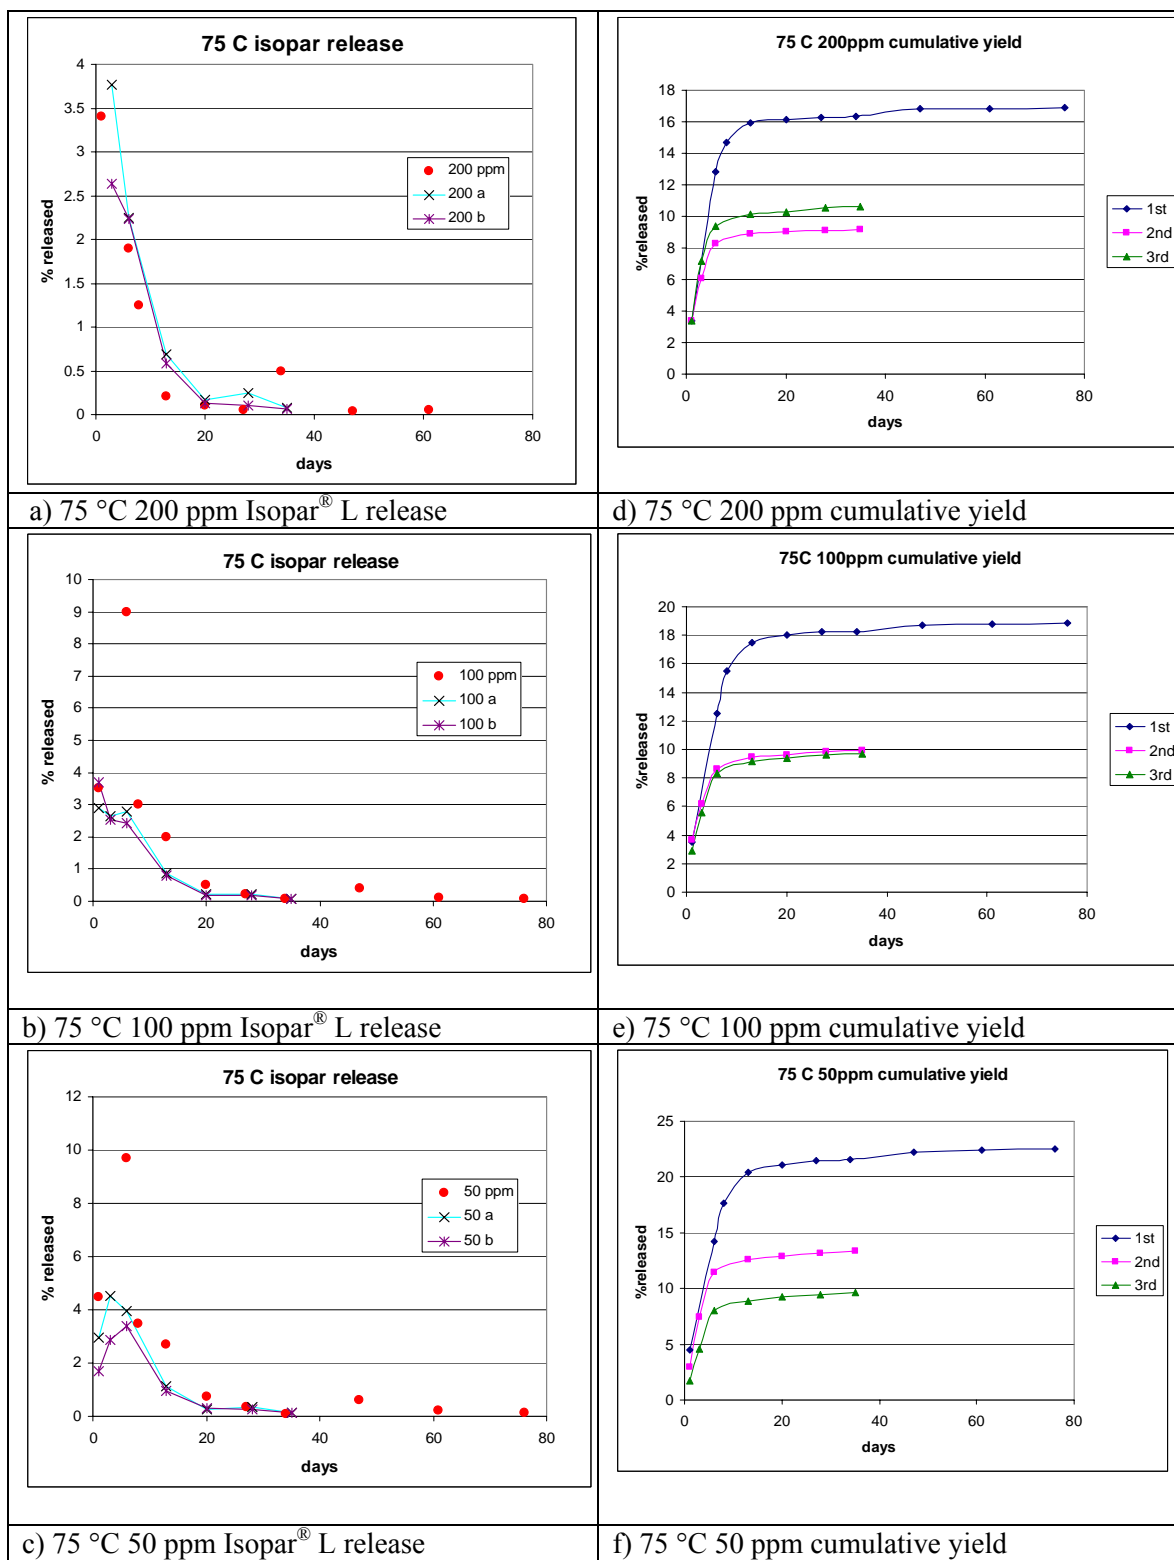 75 C isopar release
4
3.5
3
2.5
2
1.5
1
0.5
0
% released
0 20 40 60 80
days
200 ppm
200 a
200 b
75 C 200ppm cumulative yield
18
16
14
12
10
8
6
4
2
0
%released
0 20 40 60 80
days
1st
2nd
3rd
a) 75 °C 200 ppm Isopar® L release
d) 75 °C 200 ppm cumulative yield
75 C isopar release
10
9
8
7
6
5
4
3
2
1
0
% released
0 20 40 60 80
days
100 ppm
100 a
100 b
75C 100ppm cumulative yield
20
18
16
14
12
10
8
6
4
2
0
%released
0 20 40 60 80
days
1st
2nd
3rd
b) 75 °C 100 ppm Isopar® L release
e) 75 °C 100 ppm cumulative yield
75 C isopar release
12
10
8
6
4
2
0
% released
0 20 40 60 80
days
50 ppm
50 a
50 b
75 C 50ppm cumulative yield
25
20
15
10
5
0
%released
0 20 40 60 80
days
1st
2nd
3rd
c) 75 °C 50 ppm Isopar® L release
f) 75 °C 50 ppm cumulative yield